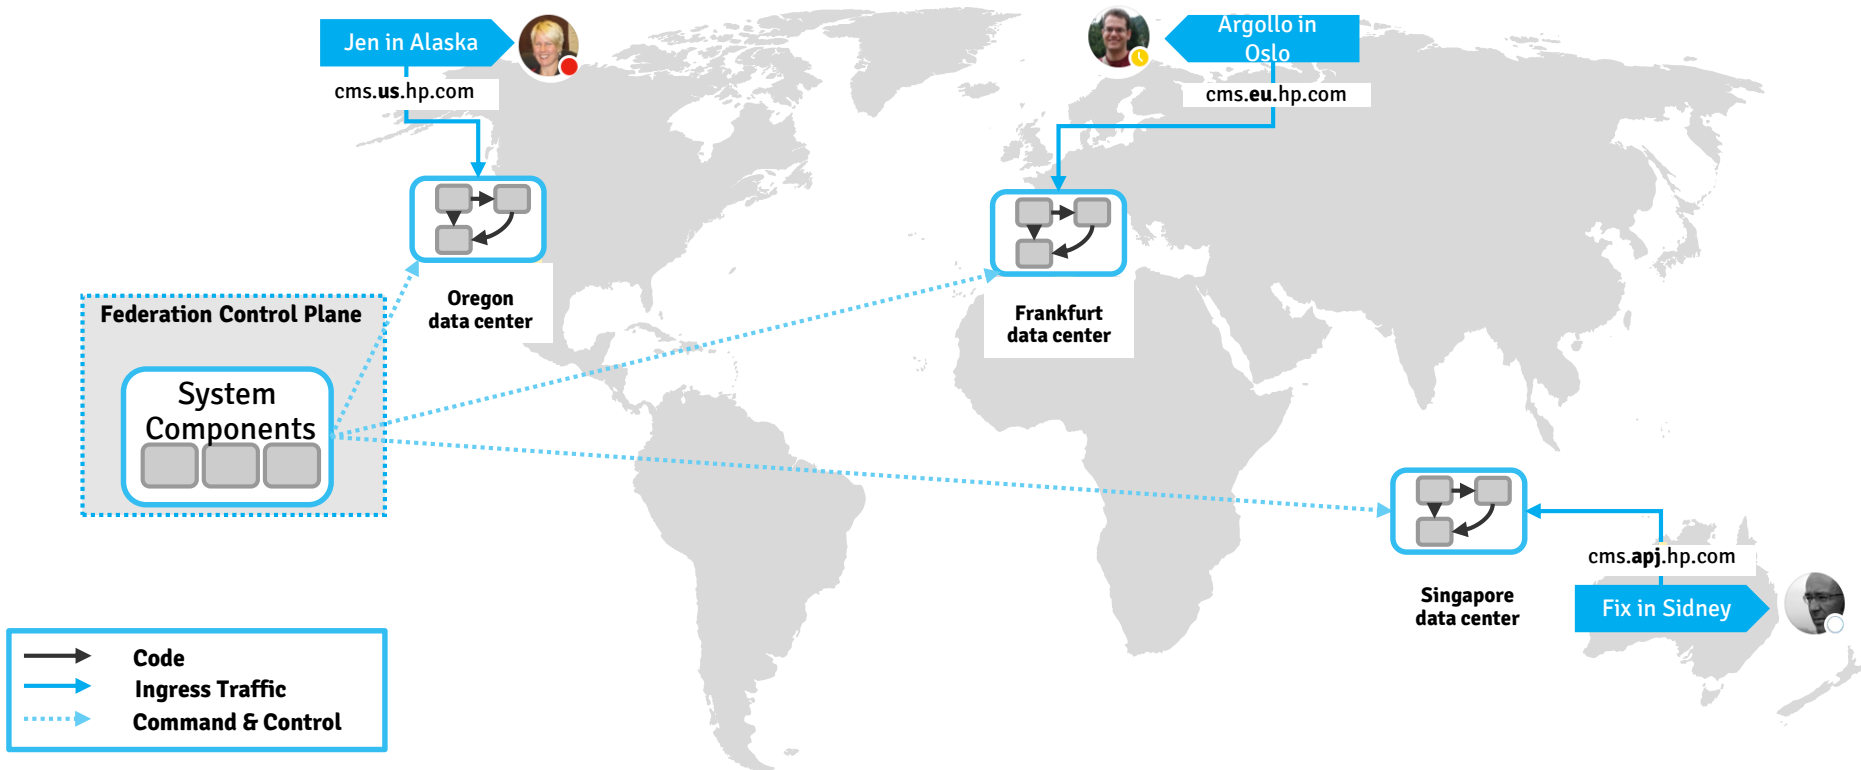 Jen in Alaska
cms.us.hp.com
Argollo in
Oslo
cms.eu.hp.com
Oregon
data center
Federation Control Plane
System
Components
Frankfurt
data center
cms.apj.hp.com
Singapore
data center
Fix in Sidney
Code
Ingress Traffic
Command & Control